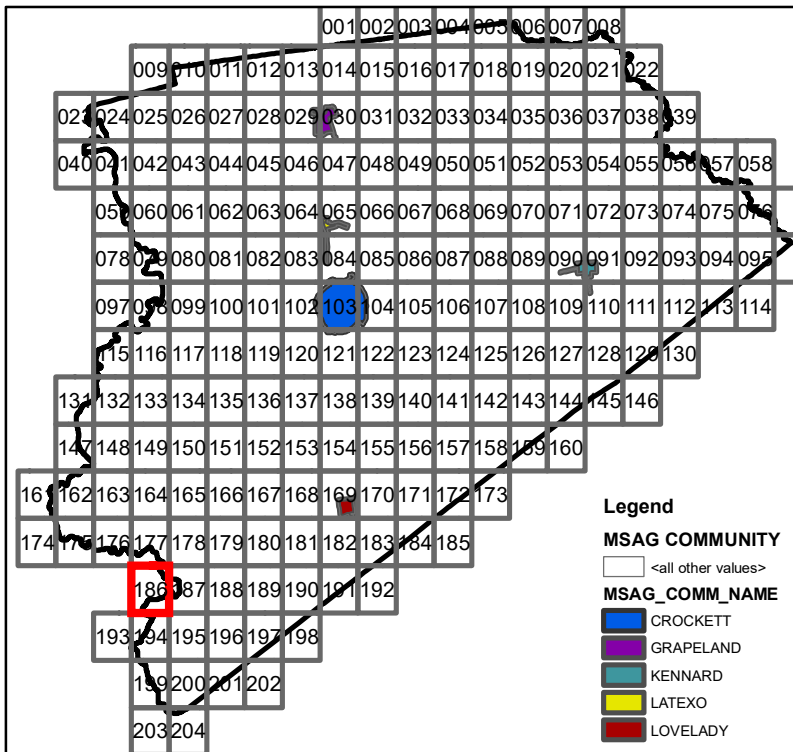 001 002 003 004 005 006 007 008
009 010 011 012 013 014 015 016 017 018 019 020 021 022
023 024 025 026 027 028 029 030 031 032 033 034 035 036 037 038 039
040 041 042 043 044 045 046 047 048 049 050 051 052 053 054 055 056 057 058
059 060 061 062 063 064 065 066 067 068 069 070 071 072 073 074 075 076
078 079 080 081 082 083 084 085 086 087 088 089 090 091 092 093 094 095
097 098 099 100 101 102 103 104 105 106 107 108 109 110 111 112 113 114
115 116 117 118 119 120 121 122 123 124 125 126 127 128 129 130
131 132 133 134 135 136 137 138 139 140 141 142 143 144 145 146
147 148 149 150 151 152 153 154 155 156 157 158 159 160
161 162 163 164 165 166 167 168 169 170 171 172 173
174 175 176 177 178 179 180 181 182 183 184 185
186 187 188 189 190 191 192
193 194 195 196 197 198
199 200 201 202
203 204
Legend
MSAG COMMUNITY
<all other values>
MSAG_COMM_NAME
CROCKETT
GRAPELAND
KENNARD
LATEXO
LOVELADY